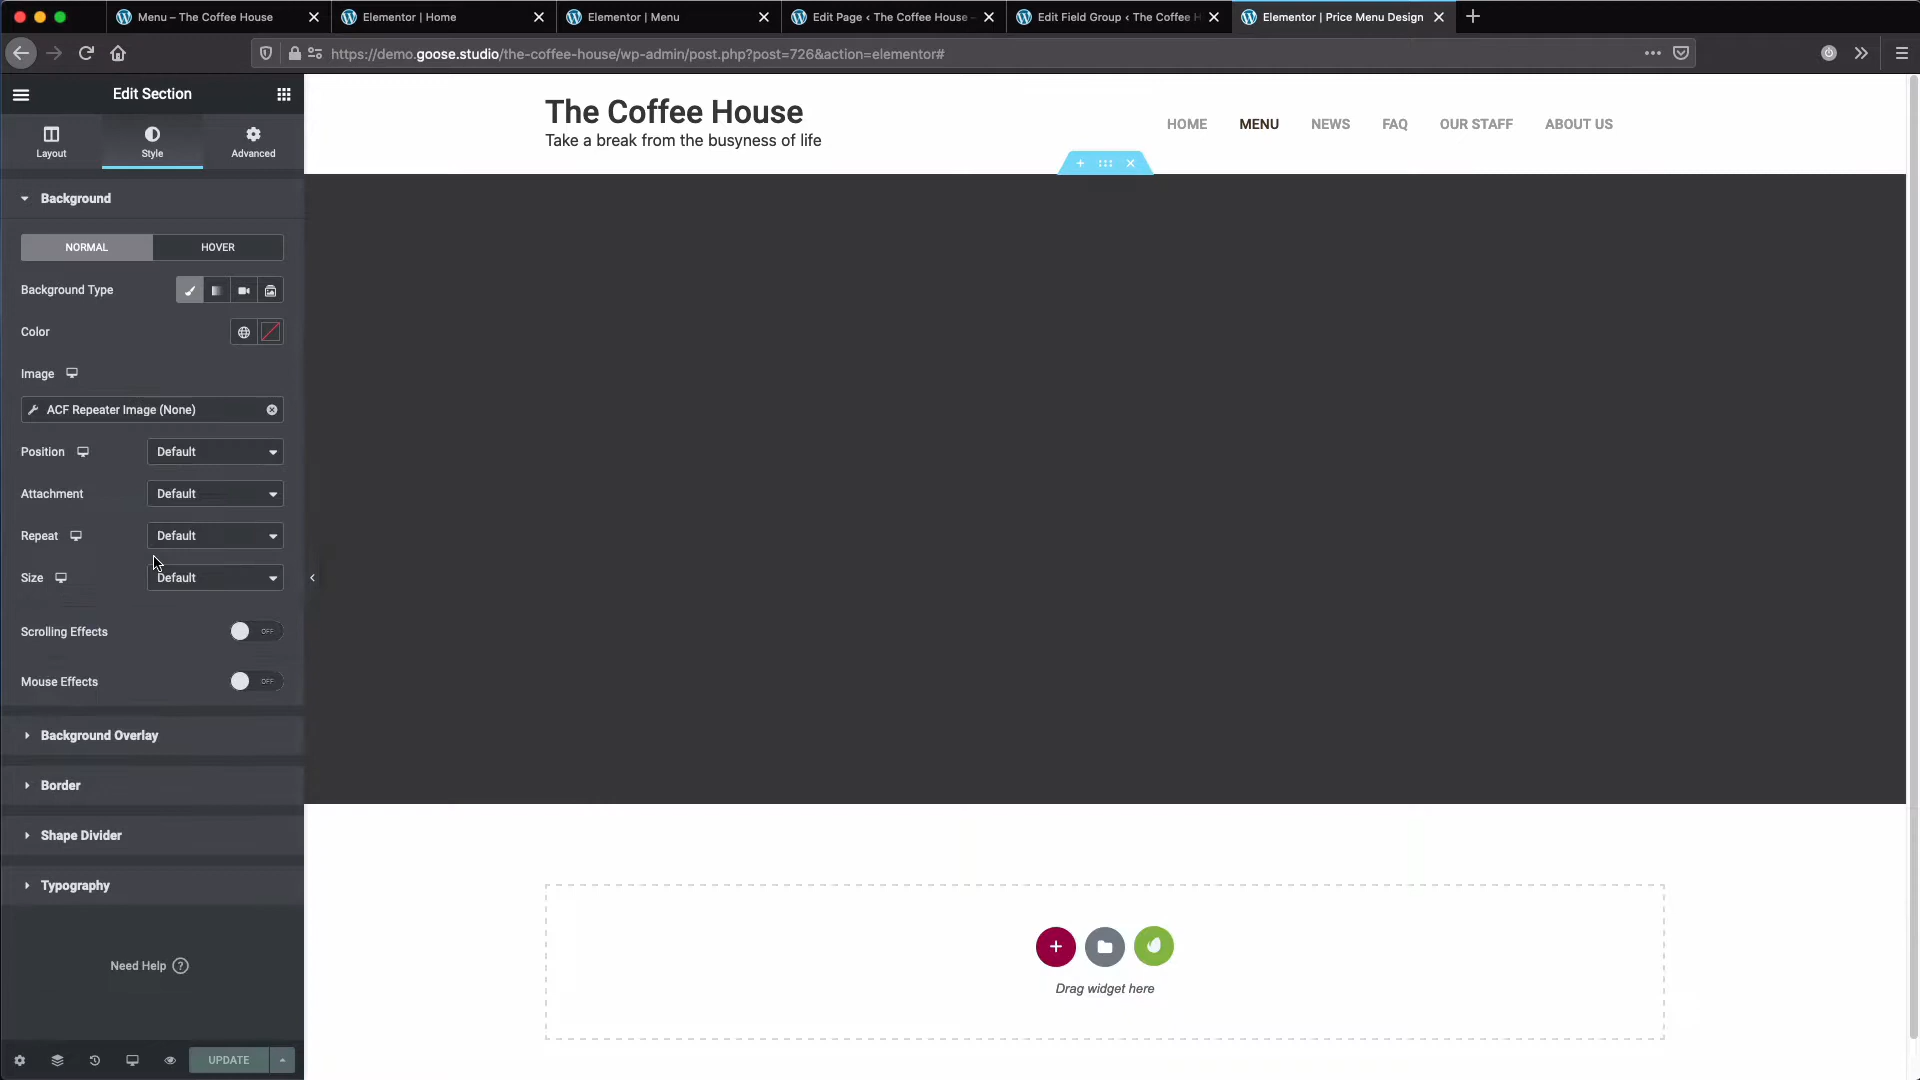 Menu – The Coffee House
Elementor | Home
Elementor | Menu
Edit Page ‹ The Coffee House –
Edit Field Group ‹ The Coffee H
Elementor | Price Menu Design
https://demo.goose.studio/the-coffee-house/wp-admin/post.php?post=726&action=elementor#
Edit Section
Layout
Style
Advanced
Background
NORMAL
HOVER
Background Type
Color
Image
ACF Repeater Image (None)
Position
Default
Attachment
Default
Repeat
Default
Size
Default
Scrolling Effects
OFF
Mouse Effects
OFF
Background Overlay
Border
Shape Divider
Typography
Need Help ?
UPDATE
The Coffee House
Take a break from the busyness of life
HOME
MENU
NEWS
FAQ
OUR STAFF
ABOUT US
Drag widget here